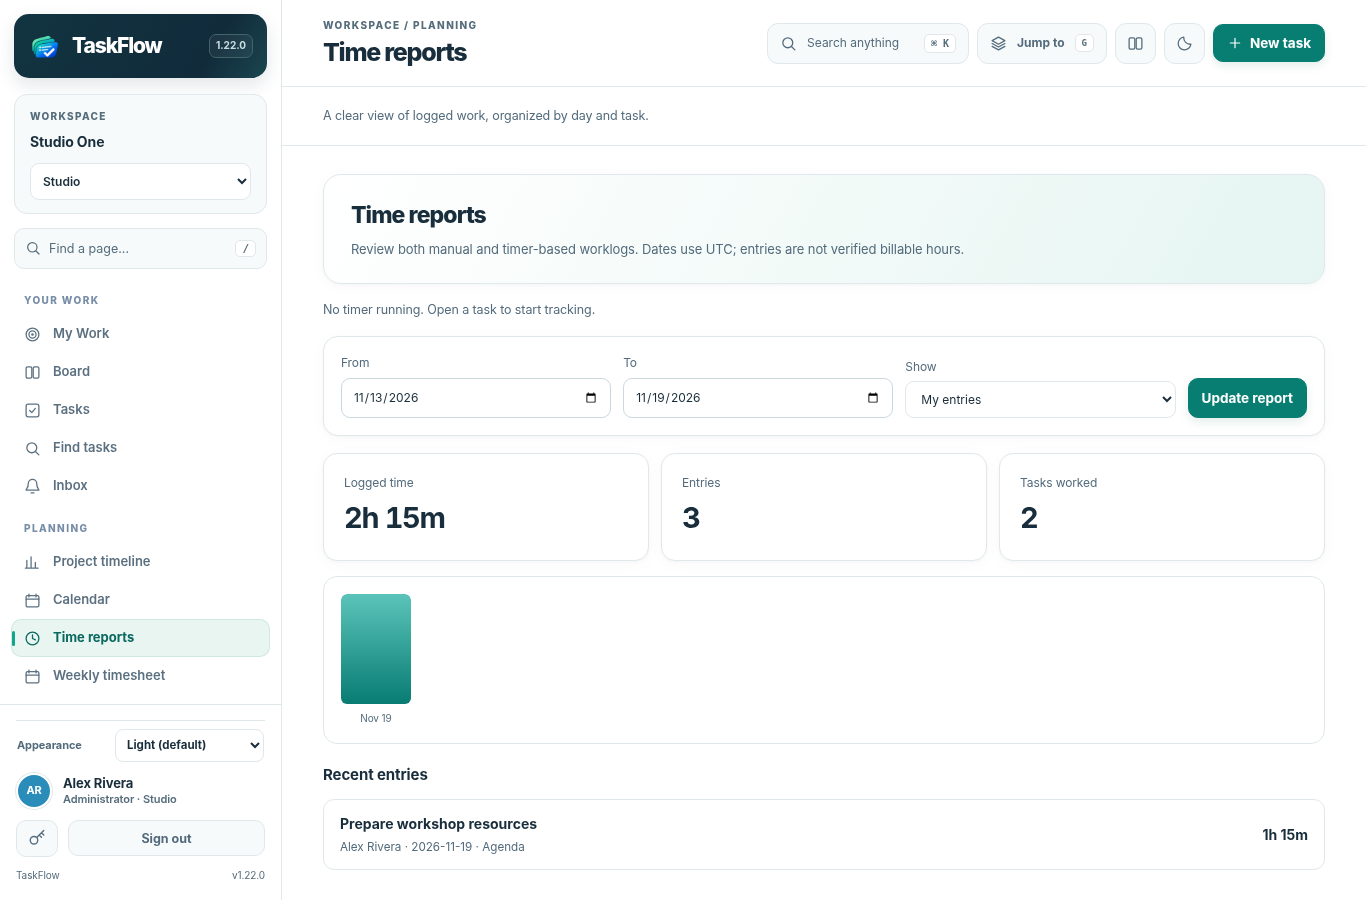 TaskFlow
1.22.0
WORKSPACE
Studio One
Studio
Find a page...
/
YOUR WORK
My Work
Board
Tasks
Find tasks
Inbox
PLANNING
Project timeline
Calendar
Time reports
Weekly timesheet
Appearance
Light (default)
AR
Alex Rivera
Administrator · Studio
Sign out
TaskFlow
v1.22.0
WORKSPACE / PLANNING
Time reports
Search anything
⌘ K
Jump to
G
New task
A clear view of logged work, organized by day and task.
Time reports
Review both manual and timer-based worklogs. Dates use UTC; entries are not verified billable hours.
No timer running. Open a task to start tracking.
From
11/13/2026
To
11/19/2026
Show
My entries
Update report
Logged time
2h 15m
Entries
3
Tasks worked
2
Nov 19
Recent entries
Prepare workshop resources
Alex Rivera · 2026-11-19 · Agenda
1h 15m